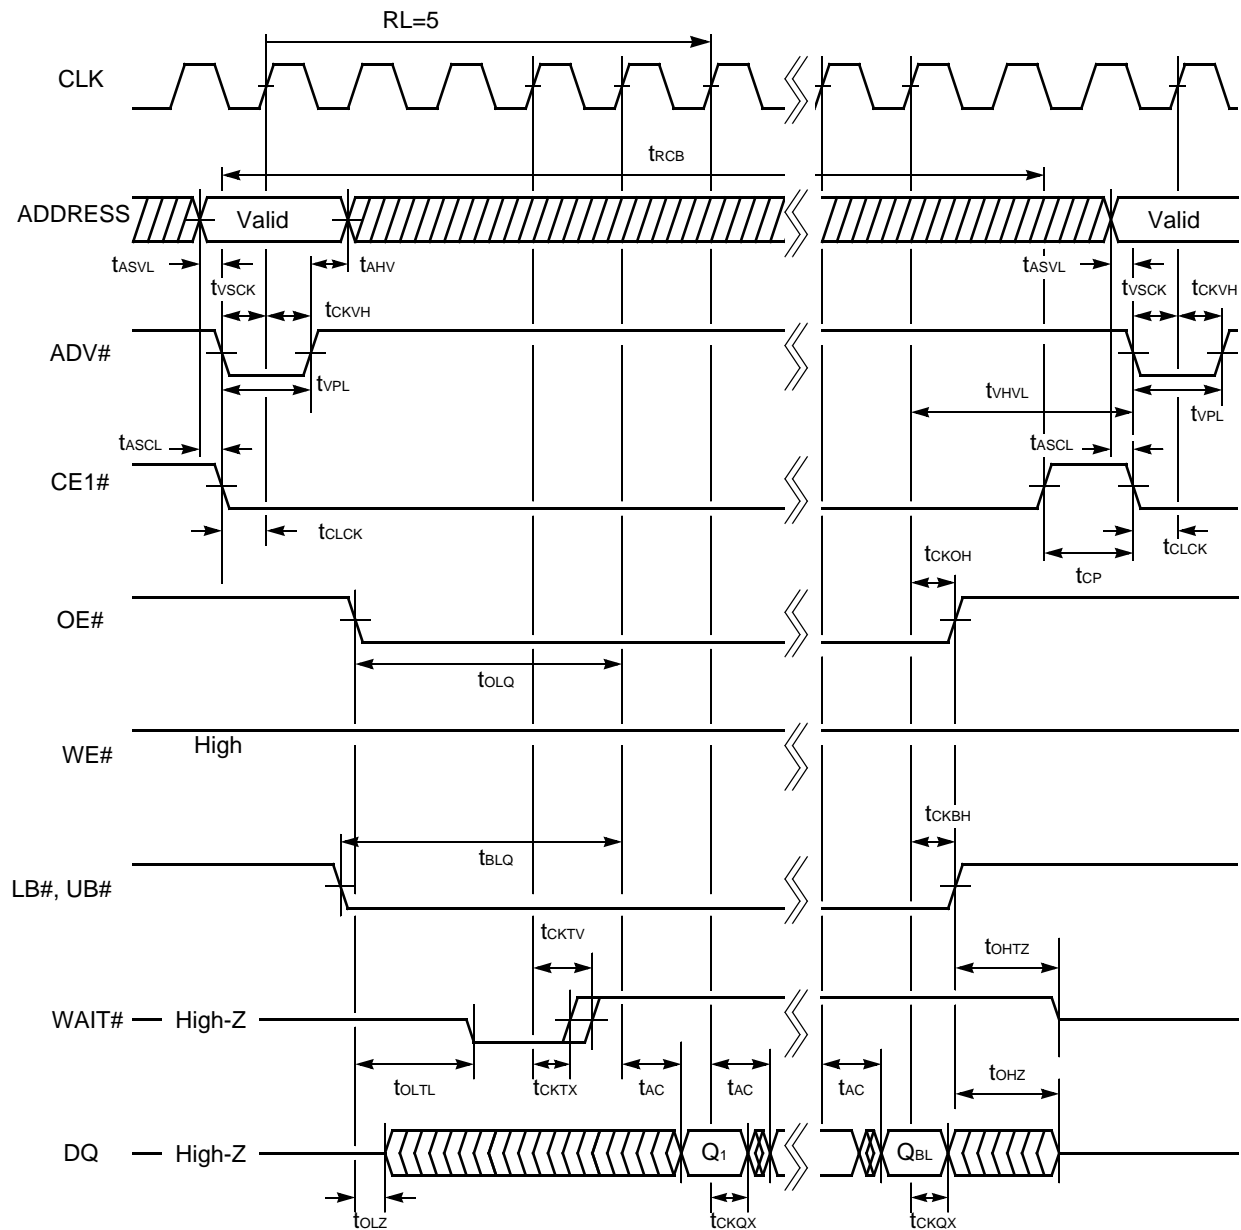 RL=5
CLK
tRCB
ADDRESS Valid Valid
tASVL tAHV tASVL
tVSCK tCKVH tVSCK tCKVH
ADV#
tVPL tVHVL tVPL
tASCL tASCL
CE1#
tCLCK tCKOH tCLCK
tCP
OE#
tOLQ
High
WE#
tCKBH
tBLQ
LB#, UB#
tCKTV tOHTZ
WAIT# High-Z
tOLTL tCKTX tAC tAC tAC tOHZ
DQ High-Z Q1 QBL
tOLZ tCKQX tCKQX